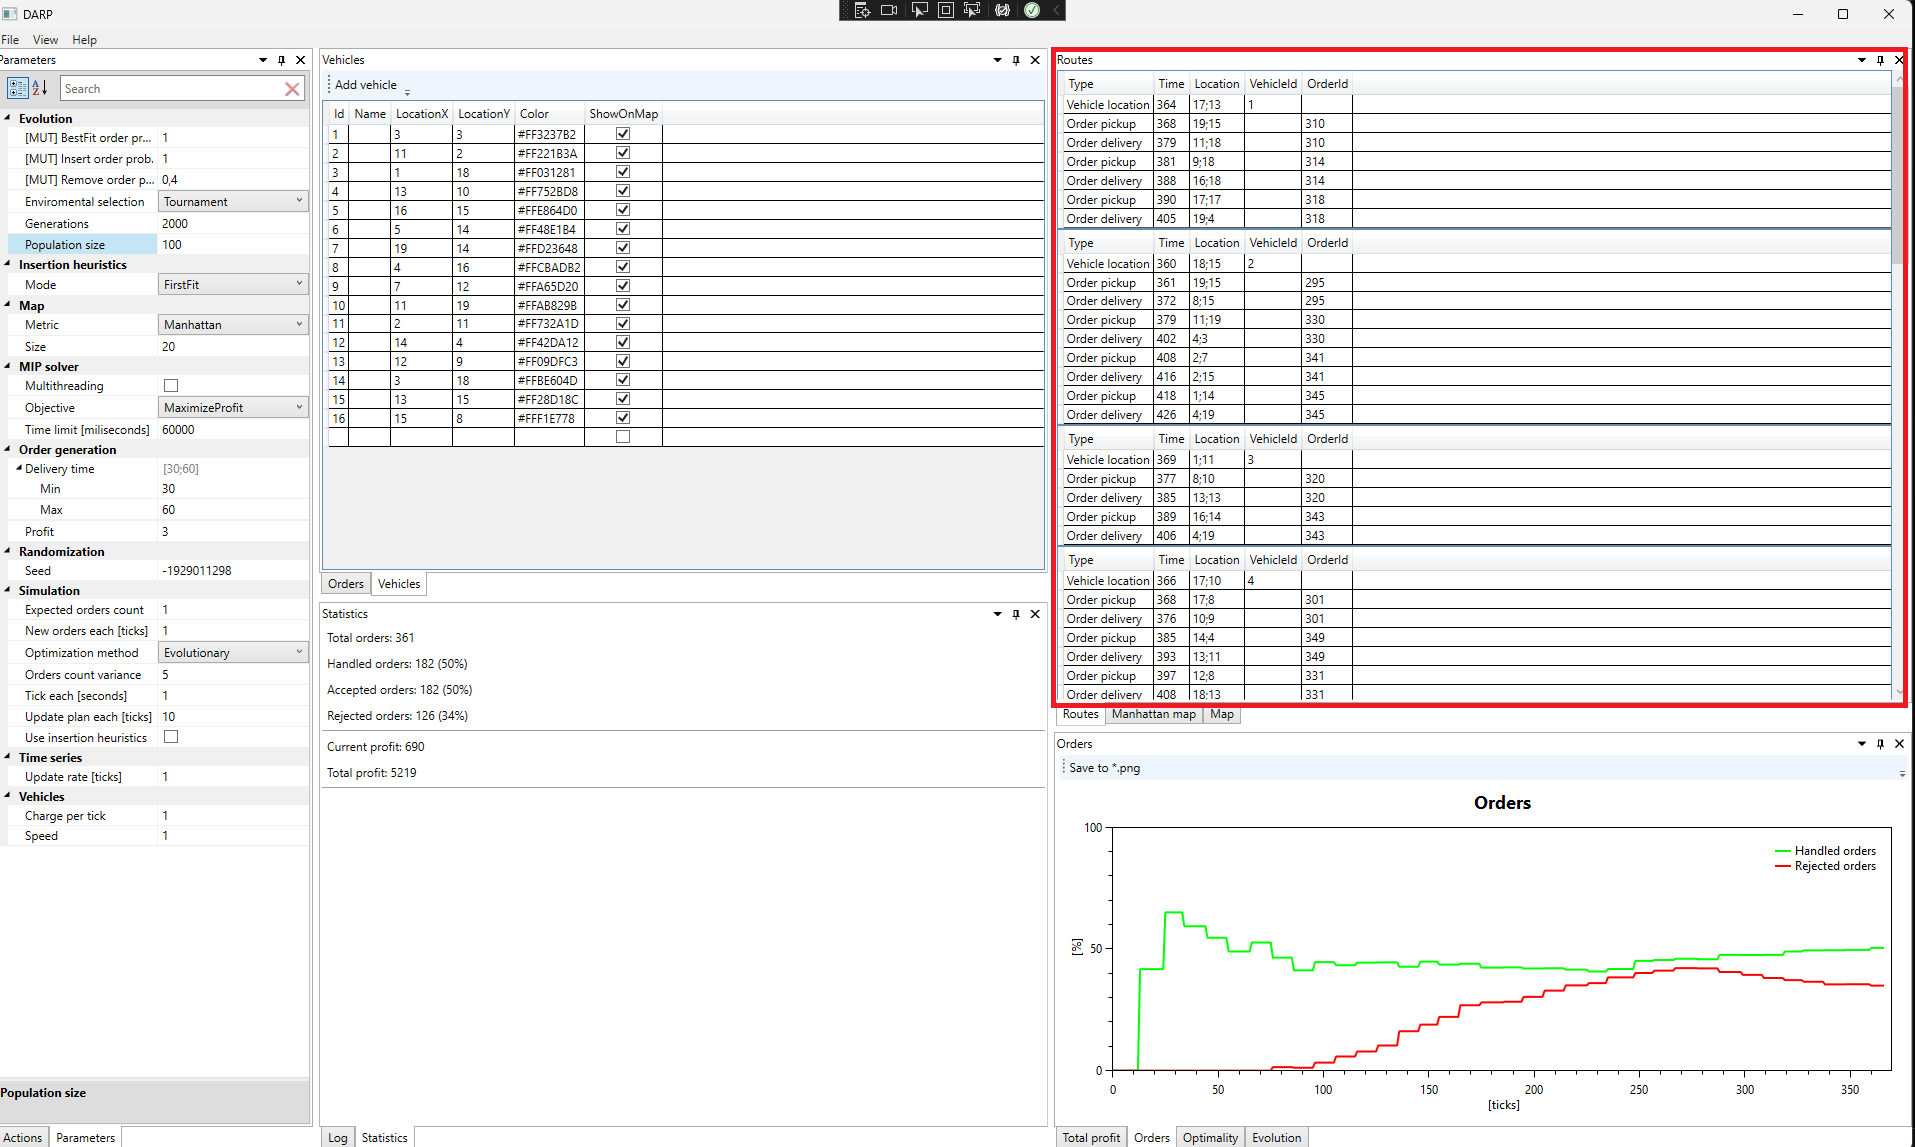 DARP
File View Help
Parameters
Search
Evolution
[MUT] BestFit order pr... 1
[MUT] Insert order prob. 1
[MUT] Remove order p... 0,4
Enviromental selection Tournament
Generations 2000
Population size 100
Insertion heuristics
Mode FirstFit
Map
Metric Manhattan
Size 20
MIP solver
Multithreading
Objective MaximizeProfit
Time limit [miliseconds] 60000
Order generation
Delivery time [30;60]
Min 30
Max 60
Profit 3
Randomization
Seed -1929011298
Simulation
Expected orders count 1
New orders each [ticks] 1
Optimization method Evolutionary
Orders count variance 5
Tick each [seconds] 1
Update plan each [ticks] 10
Use insertion heuristics
Time series
Update rate [ticks] 1
Vehicles
Charge per tick 1
Speed 1
Population size
Actions Parameters
Vehicles
Add vehicle
Id Name LocationX LocationY Color ShowOnMap
1 3 3 #FF3237B2
2 11 2 #FF221B3A
3 1 18 #FF031281
4 13 10 #FF752BD8
5 16 15 #FFE864D0
6 5 14 #FF48E1B4
7 19 14 #FFD23648
8 4 16 #FFCBADB2
9 7 12 #FFA65D20
10 11 19 #FFAB829B
11 2 11 #FF732A1D
12 14 4 #FF42DA12
13 12 9 #FF09DFC3
14 3 18 #FFBE604D
15 13 15 #FF28D18C
16 15 8 #FFF1E778
Orders Vehicles
Statistics
Total orders: 361
Handled orders: 182 (50%)
Accepted orders: 182 (50%)
Rejected orders: 126 (34%)
Current profit: 690
Total profit: 5219
Log Statistics
Routes
Type Time Location VehicleId OrderId
Vehicle location 364 17;13 1
Order pickup 368 19;15 310
Order delivery 379 11;18 310
Order pickup 381 9;18 314
Order delivery 388 16;18 314
Order pickup 390 17;17 318
Order delivery 405 19;4 318
Type Time Location VehicleId OrderId
Vehicle location 360 18;15 2
Order pickup 361 19;15 295
Order delivery 372 8;15 295
Order pickup 379 11;19 330
Order delivery 402 4;3 330
Order pickup 408 2;7 341
Order delivery 416 2;15 341
Order pickup 418 1;14 345
Order delivery 426 4;19 345
Type Time Location VehicleId OrderId
Vehicle location 369 1;11 3
Order pickup 377 8;10 320
Order delivery 385 13;13 320
Order pickup 389 16;14 343
Order delivery 406 4;19 343
Type Time Location VehicleId OrderId
Vehicle location 366 17;10 4
Order pickup 368 17;8 301
Order delivery 376 10;9 301
Order pickup 385 14;4 349
Order delivery 393 13;11 349
Order pickup 397 12;8 331
Order delivery 408 18;13 331
Routes Manhattan map Map
Orders
Save to *.png
Orders
Handled orders
Rejected orders
100
50
0
[%]
0 50 100 150 200 250 300 350
[ticks]
Total profit Orders Optimality Evolution